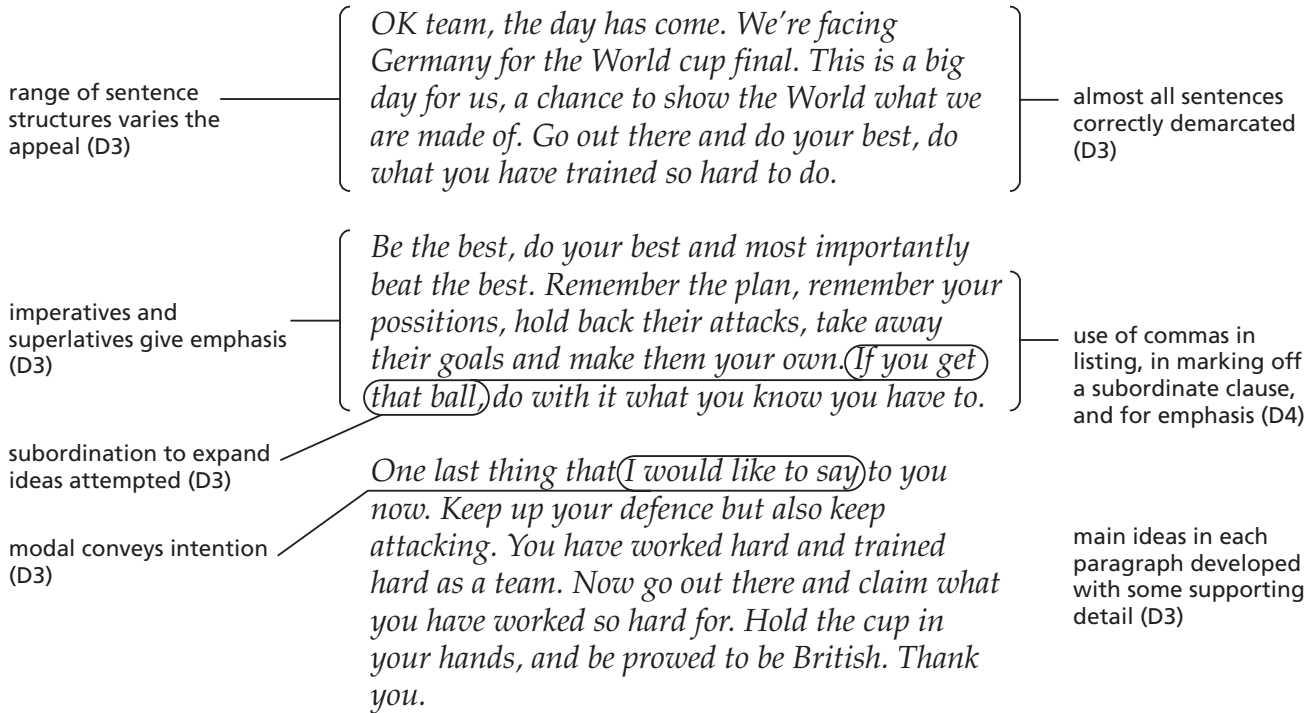 OK team, the day has come. We're facing
Germany for the World cup final. This is a big
day for us, a chance to show the World what we
are made of. Go out there and do your best, do
what you have trained so hard to do.
range of sentence
structures varies the
appeal (D3)
almost all sentences
correctly demarcated
(D3)
Be the best, do your best and most importantly
beat the best. Remember the plan, remember your
possitions, hold back their attacks, take away
their goals and make them your own. If you get
that ball, do with it what you know you have to.
imperatives and
superlatives give emphasis
(D3)
use of commas in
listing, in marking off
a subordinate clause,
and for emphasis (D4)
subordination to expand
ideas attempted (D3)
One last thing that I would like to say to you
now. Keep up your defence but also keep
attacking. You have worked hard and trained
hard as a team. Now go out there and claim what
you have worked so hard for. Hold the cup in
your hands, and be prowed to be British. Thank
you.
modal conveys intention
(D3)
main ideas in each
paragraph developed
with some supporting
detail (D3)